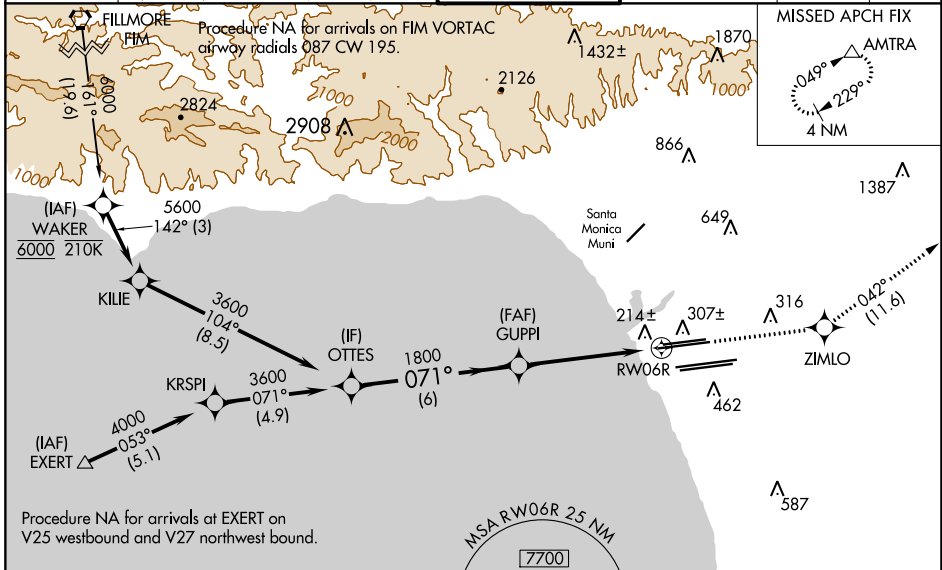 FILLMORE
FIM
Procedure NA for arrivals on FIM VORTAC
airway radials 087 CW 195.
1432±
1870
MISSED APCH FIX
AMTRA
049°
229°
4 NM
6000
161°
(19.6)
2824
1000
2126
1000
2908
2000
866
1387
1000
(IAF)
WAKER
6000 210K
5600
142° (3)
Santa
Monica
Muni
649
KILIE
3600
104°
(8.5)
(IF)
OTTES
(FAF)
GUPPI
214±
307±
316
042°
(11.6)
ZIMLO
RW06R
1800
071°
(6)
KRSPI
3600
071°
(4.9)
462
4000
053°
(5.1)
(IAF)
EXERT
587
Procedure NA for arrivals at EXERT on
V25 westbound and V27 northwest bound.
MSA RW06R 25 NM
7700